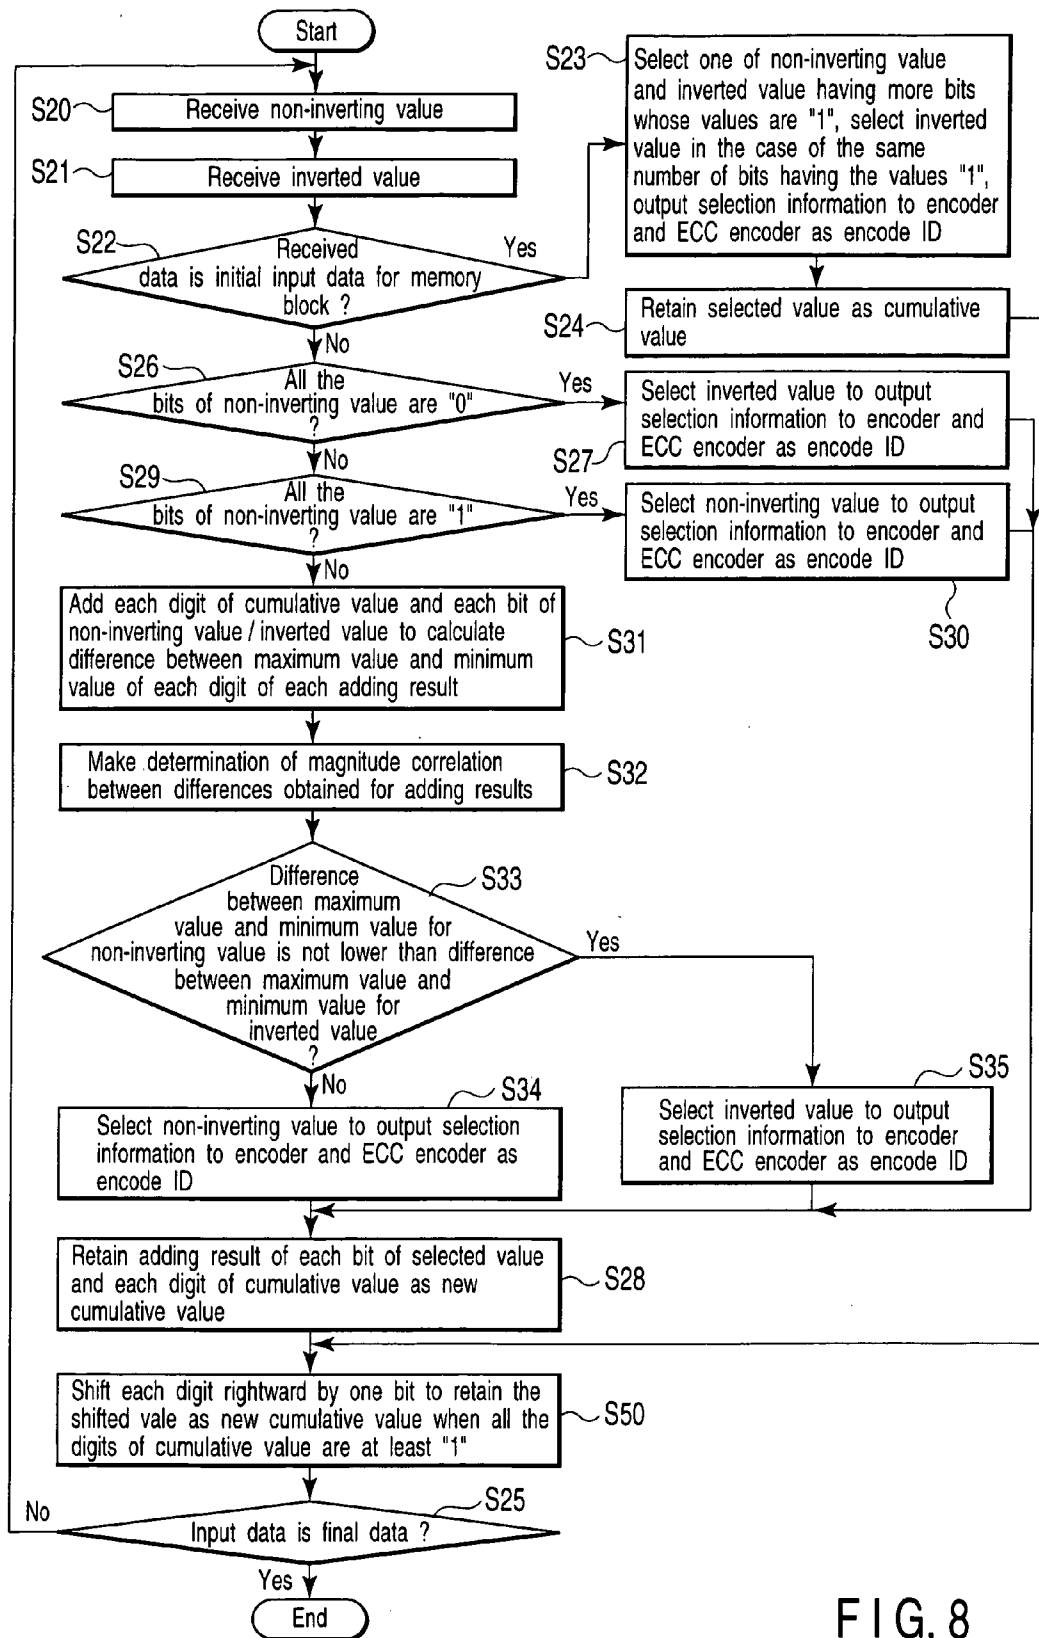 Start
S20
Receive non-inverting value
S21
Receive inverted value
S22
Received
data is initial input data for memory
block ?
Yes
No
S23
Select one of non-inverting value
and inverted value having more bits
whose values are "1", select inverted
value in the case of the same
number of bits having the values "1",
output selection information to encoder
and ECC encoder as encode ID
S24
Retain selected value as cumulative
value
S26
All the
bits of non-inverting value are "0"
?
Yes
No
S27
Select inverted value to output
selection information to encoder and
ECC encoder as encode ID
S29
All the
bits of non-inverting value are "1"
?
Yes
No
Select non-inverting value to output
selection information to encoder and
ECC encoder as encode ID
S30
Add each digit of cumulative value and each bit of
non-inverting value / inverted value to calculate
difference between maximum value and minimum
value of each digit of each adding result
S31
Make determination of magnitude correlation
between differences obtained for adding results
S32
Difference
between maximum
value and minimum value for
non-inverting value is not lower than difference
between maximum value and
minimum value for
inverted value
?
S33
Yes
No
S34
Select non-inverting value to output selection
information to encoder and ECC encoder as
encode ID
S35
Select inverted value to output
selection information to encoder
and ECC encoder as encode ID
Retain adding result of each bit of selected value
and each digit of cumulative value as new
cumulative value
S28
Shift each digit rightward by one bit to retain the
shifted vale as new cumulative value when all the
digits of cumulative value are at least "1"
S50
S25
No
Input data is final data ?
Yes
End
FIG. 8